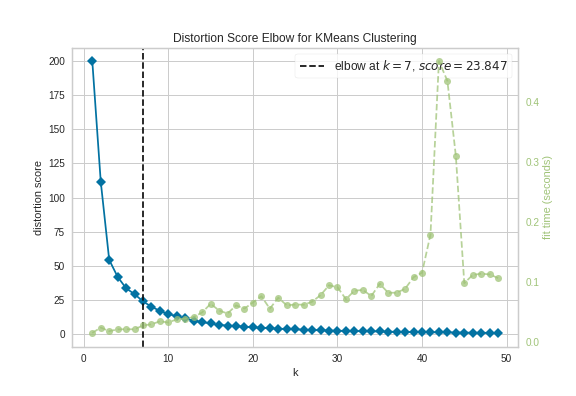 Distortion Score Elbow for KMeans Clustering
elbow at k = 7, score = 23.847
distortion score
200
175
150
125
100
75
50
25
0
0.4
0.3
0.2
0.1
0.0
fit time (seconds)
0 10 20 30 40 50
k